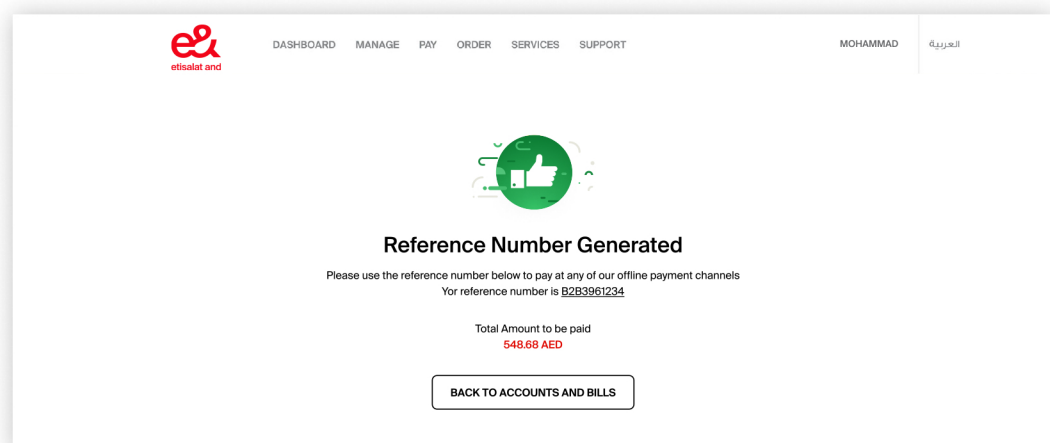 e&
etisalat and
DASHBOARD MANAGE PAY ORDER SERVICES SUPPORT MOHAMMAD العربية
Reference Number Generated
Please use the reference number below to pay at any of our offline payment channels
Yor reference number is B2B3961234
Total Amount to be paid
548.68 AED
BACK TO ACCOUNTS AND BILLS